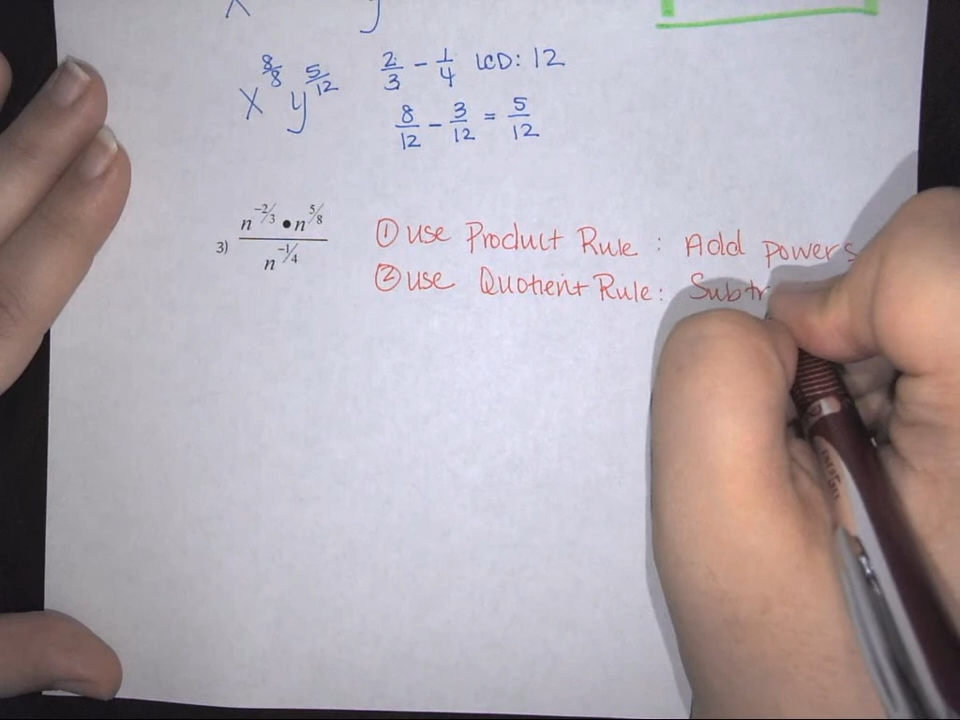 x y
x^8/8 y^5/12 2/3 - 1/4 LCD: 12
8/12 - 3/12 = 5/12
3) n^-2/3 • n^5/8 / n^-1/4
① use Product Rule: Add powers
② use Quotient Rule: Subtr